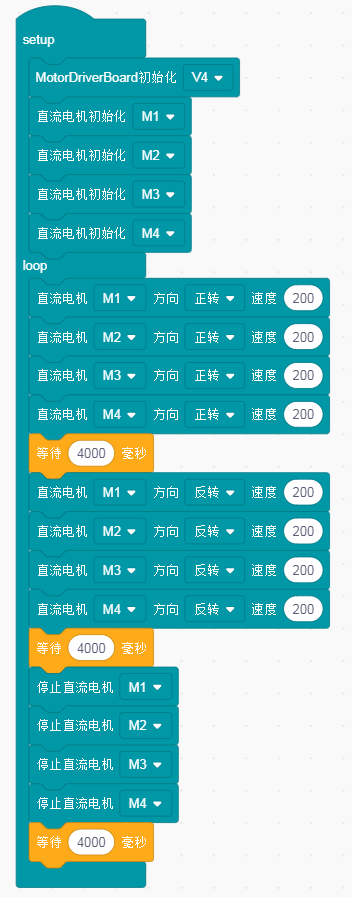 setup
MotorDriverBoard初始化 V4
直流电机初始化 M1
直流电机初始化 M2
直流电机初始化 M3
直流电机初始化 M4
loop
直流电机 M1 方向 正转 速度 200
直流电机 M2 方向 正转 速度 200
直流电机 M3 方向 正转 速度 200
直流电机 M4 方向 正转 速度 200
等待 4000 毫秒
直流电机 M1 方向 反转 速度 200
直流电机 M2 方向 反转 速度 200
直流电机 M3 方向 反转 速度 200
直流电机 M4 方向 反转 速度 200
等待 4000 毫秒
停止直流电机 M1
停止直流电机 M2
停止直流电机 M3
停止直流电机 M4
等待 4000 毫秒